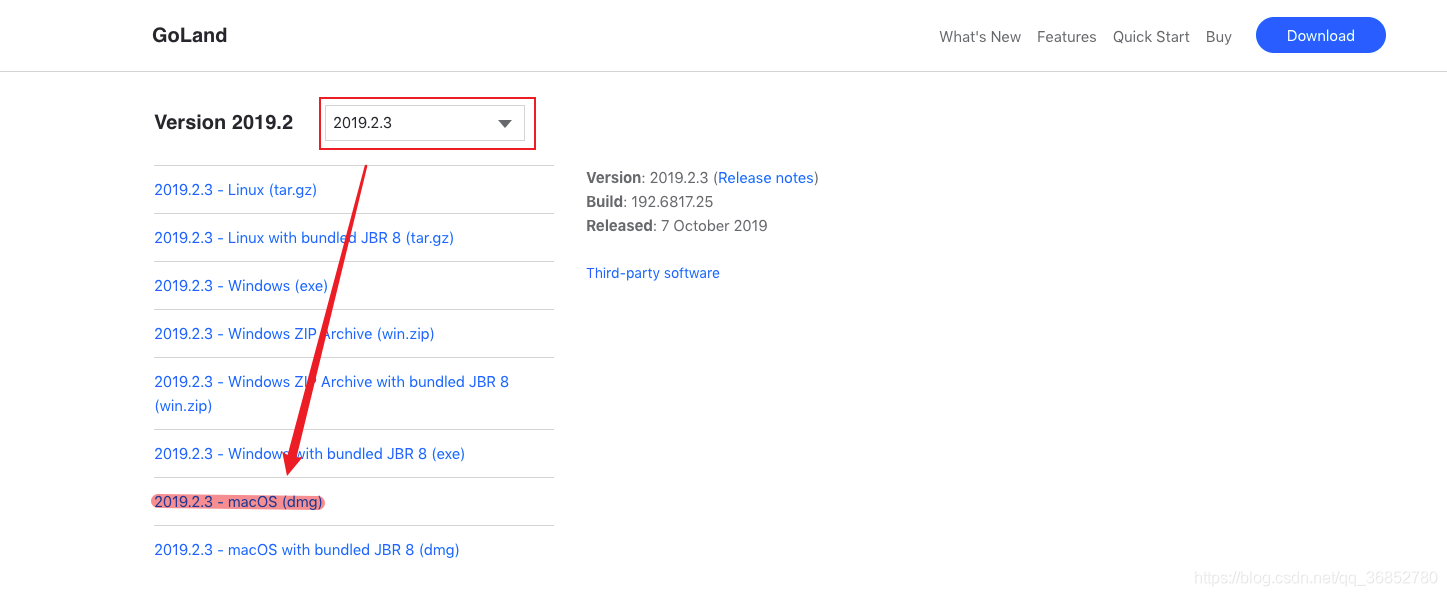 GoLand
What's New Features Quick Start Buy Download
Version 2019.2
2019.2.3
2019.2.3 - Linux (tar.gz)
2019.2.3 - Linux with bundled JBR 8 (tar.gz)
2019.2.3 - Windows (exe)
2019.2.3 - Windows ZIP Archive (win.zip)
2019.2.3 - Windows ZIP Archive with bundled JBR 8
(win.zip)
2019.2.3 - Windows with bundled JBR 8 (exe)
2019.2.3 - macOS (dmg)
2019.2.3 - macOS with bundled JBR 8 (dmg)
Version: 2019.2.3 (Release notes)
Build: 192.6817.25
Released: 7 October 2019
Third-party software
https://blog.csdn.net/qq_36852780